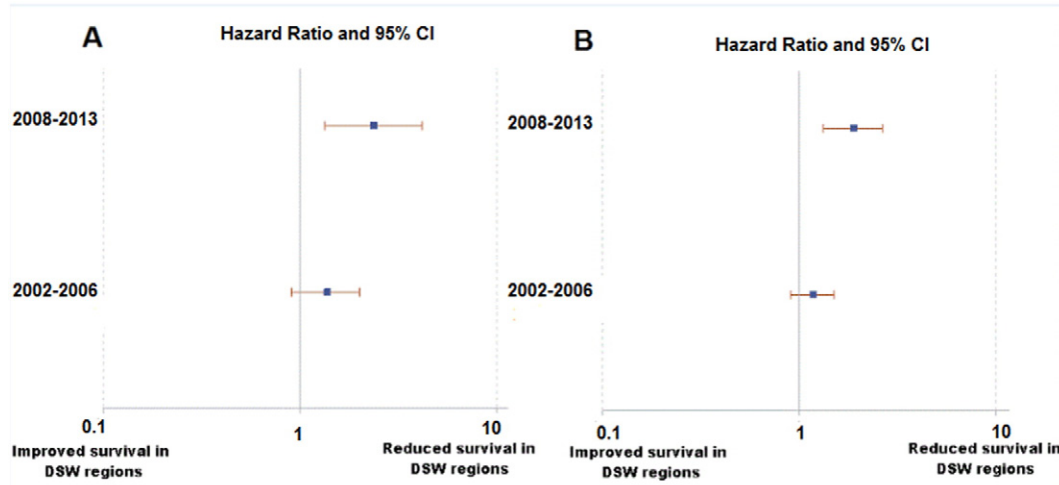 A
Hazard Ratio and 95% CI
2008-2013
2002-2006
0.1
1
10
Improved survival in
DSW regions
Reduced survival in
DSW regions
B
Hazard Ratio and 95% CI
2008-2013
2002-2006
0.1
1
10
Improved survival in
DSW regions
Reduced survival in
DSW regions